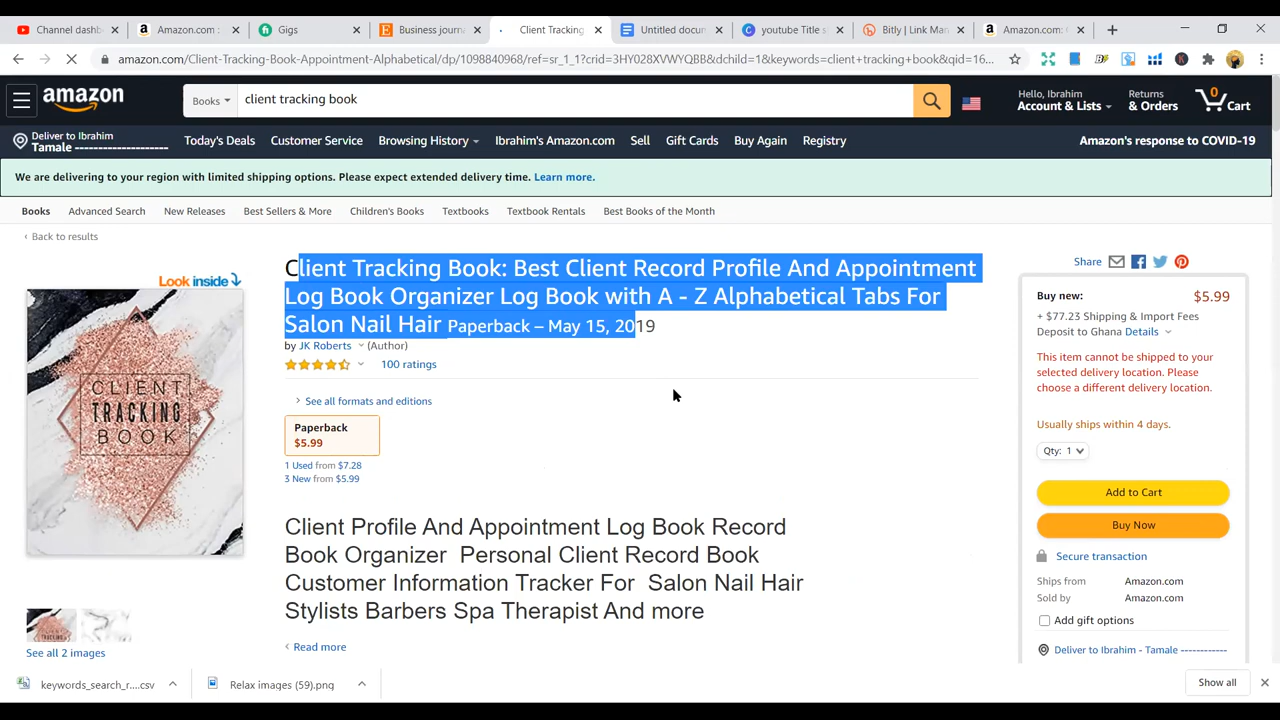 Client dashb
Amazon.com :
Gigs
Business journa
Client Tracking
Untitled docun
youtube Title s
Bitly | Link Man
Amazon.com: C
amazon.com/Client-Tracking-Book-Appointment-Alphabetical/dp/1098840968/ref=sr_1_1?crid=3HY028XVWYQBB&dchild=1&keywords=client+tracking+book&qid=16...
amazon
Books
client tracking book
Hello, Ibrahim
Account & Lists
Returns
& Orders
0
Cart
Deliver to Ibrahim
Tamale --------------------
Today's Deals
Customer Service
Browsing History
Ibrahim's Amazon.com
Sell
Gift Cards
Buy Again
Registry
Amazon's response to COVID-19
We are delivering to your region with limited shipping options. Please expect extended delivery time. Learn more.
Books
Advanced Search
New Releases
Best Sellers & More
Children's Books
Textbooks
Textbook Rentals
Best Books of the Month
‹ Back to results
Look inside
CLIENT
TRACKING
BOOK
See all 2 images
Client Tracking Book: Best Client Record Profile And Appointment
Log Book Organizer Log Book with A - Z Alphabetical Tabs For
Salon Nail Hair Paperback – May 15, 2019
by JK Roberts (Author)
100 ratings
› See all formats and editions
Paperback
$5.99
1 Used from $7.28
3 New from $5.99
Client Profile And Appointment Log Book Record
Book Organizer Personal Client Record Book
Customer Information Tracker For Salon Nail Hair
Stylists Barbers Spa Therapist And more
‹ Read more
Share
Buy new:
$5.99
+ $77.23 Shipping & Import Fees
Deposit to Ghana Details
This item cannot be shipped to your
selected delivery location. Please
choose a different delivery location.
Usually ships within 4 days.
Qty: 1
Add to Cart
Buy Now
Secure transaction
Ships from Amazon.com
Sold by Amazon.com
Add gift options
Deliver to Ibrahim - Tamale -----------
keywords_search_r....csv
Relax images (59).png
Show all